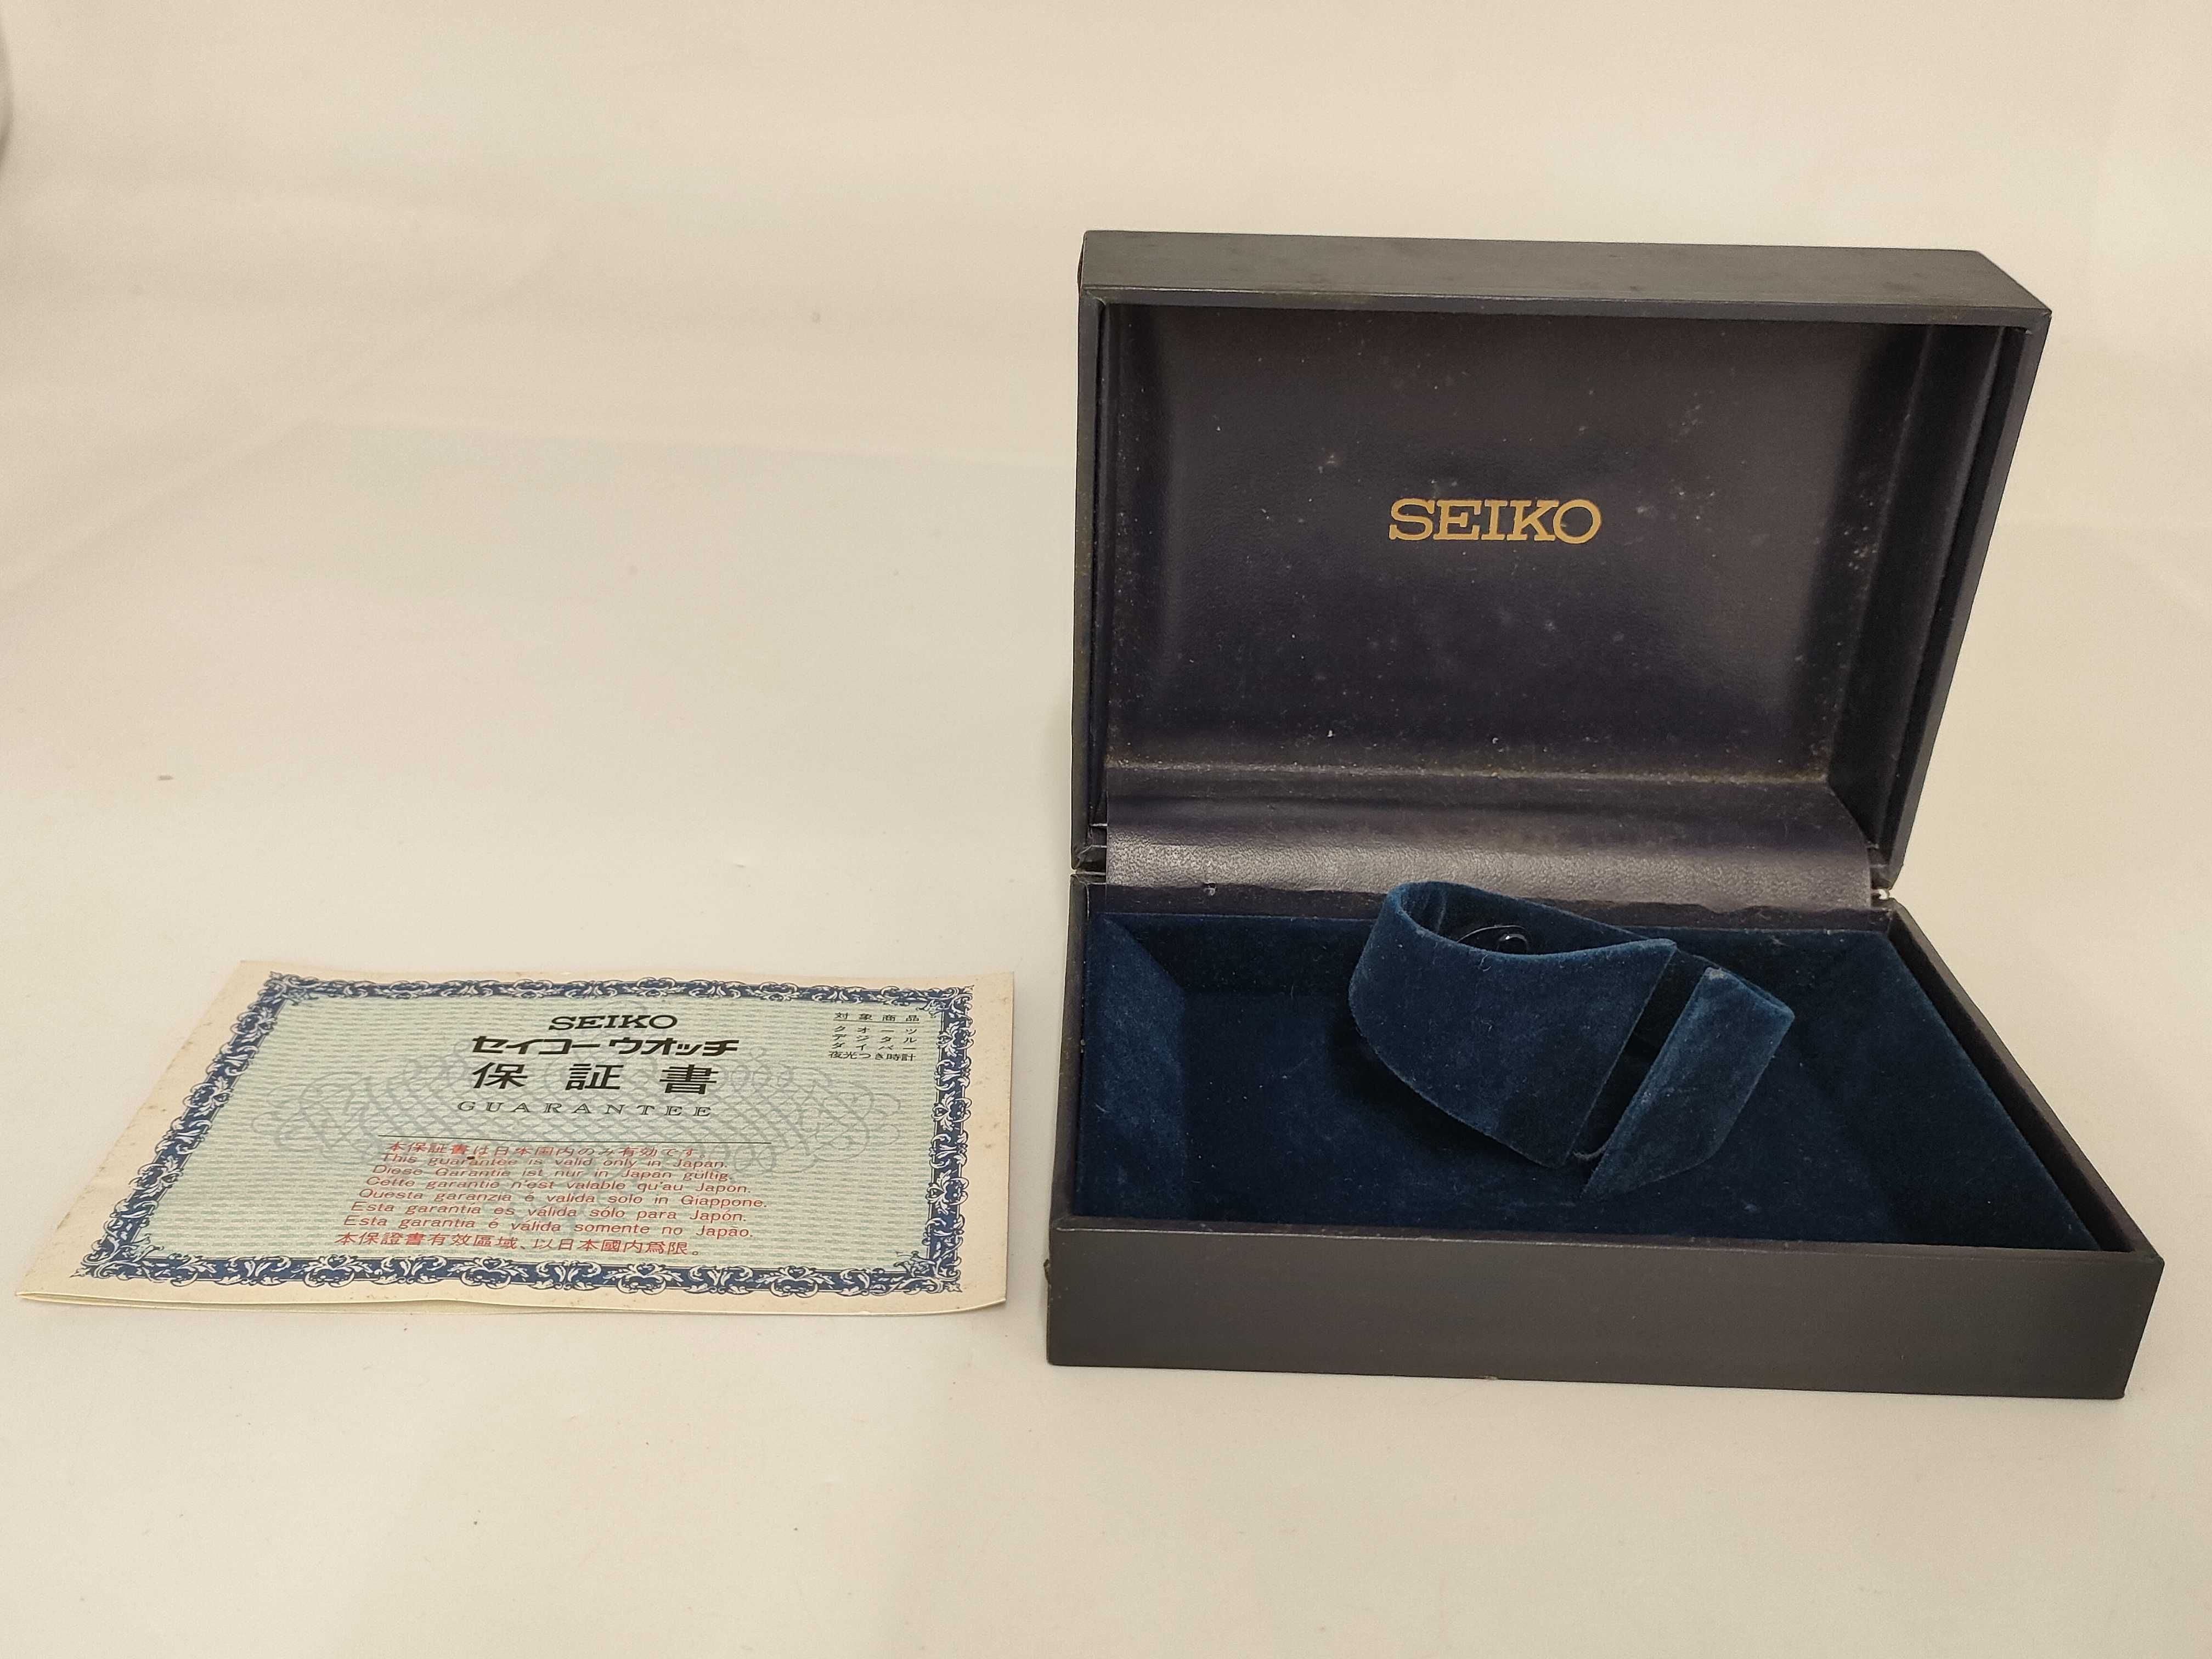 SEIKO
セイコーウオッチ
保証書
GUARANTEE
対象商品
クオーツ
デジタル
ダイバー
夜光つき時計
本保証書は日本国内のみ有効です。
This guarantee is valid only in Japan.
Diese Garantie ist nur in Japan gültig.
Cette garantie n'est valable qu'au Japon.
Questa garanzia è valida solo in Giappone.
Esta garantía es válida sólo para Japón.
Esta garantia é válida somente no Japão.
本保證書有效區域、以日本國内爲限。
SEIKO